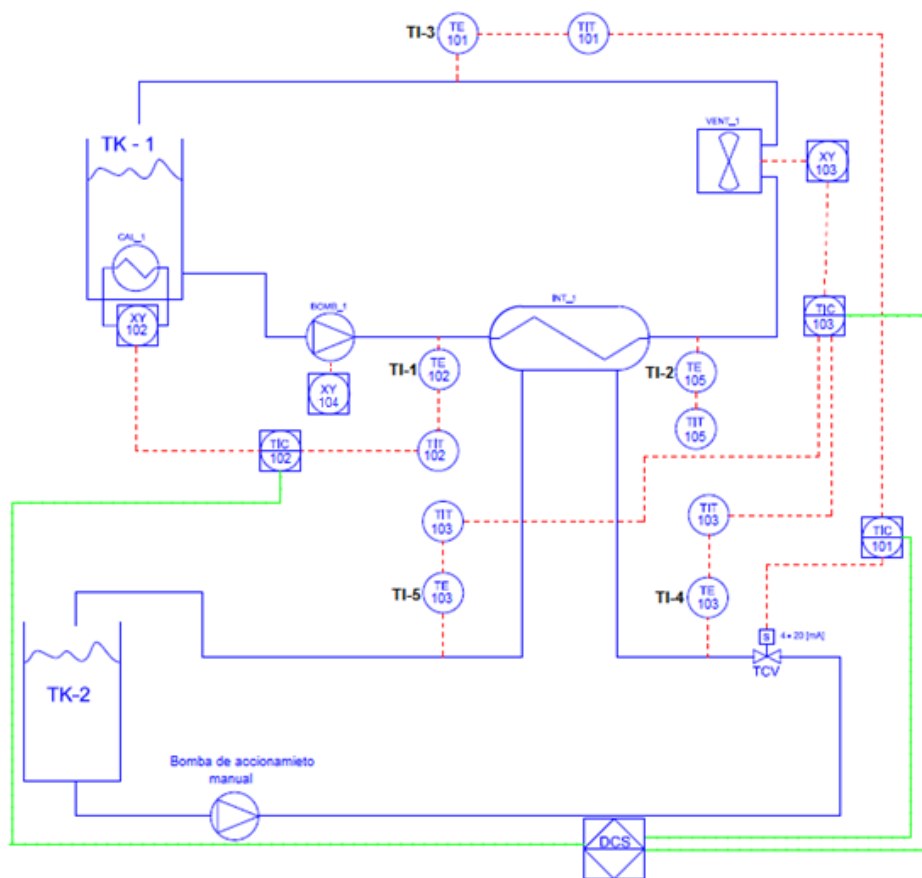 TI-3
TE
101
TIT
101
TK - 1
VENT_1
XY
103
CAL_1
XY
102
BOMB_1
INT_1
TIC
103
TI-1
TE
102
XY
104
TI-2
TE
105
TIT
105
TIC
102
TIT
102
TIT
103
TIT
103
TIC
101
TI-5
TE
103
TI-4
TE
103
S
4 • 20 [mA]
TCV
TK-2
Bomba de accionamieto
manual
DCS